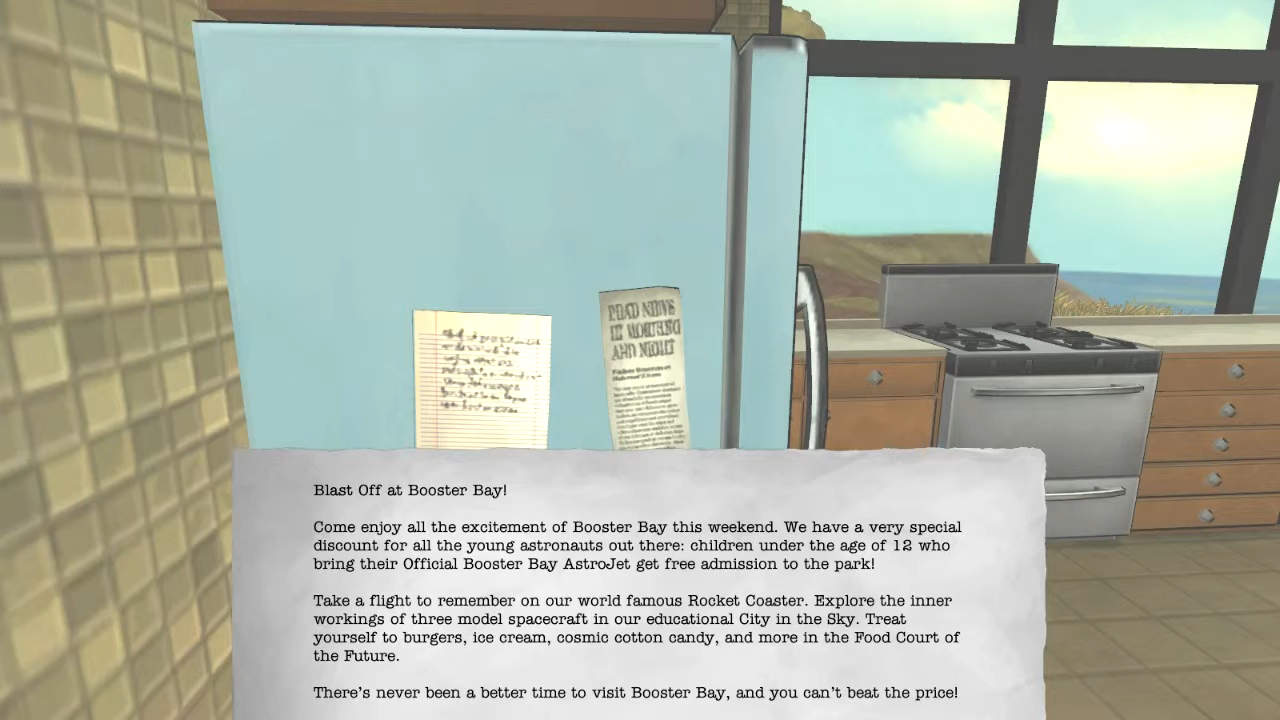 AND NIGHT
Blast Off at Booster Bay!
Come enjoy all the excitement of Booster Bay this weekend. We have a very special
discount for all the young astronauts out there: children under the age of 12 who
bring their Official Booster Bay AstroJet get free admission to the park!
Take a flight to remember on our world famous Rocket Coaster. Explore the inner
workings of three model spacecraft in our educational City in the Sky. Treat
yourself to burgers, ice cream, cosmic cotton candy, and more in the Food Court of
the Future.
There's never been a better time to visit Booster Bay, and you can't beat the price!